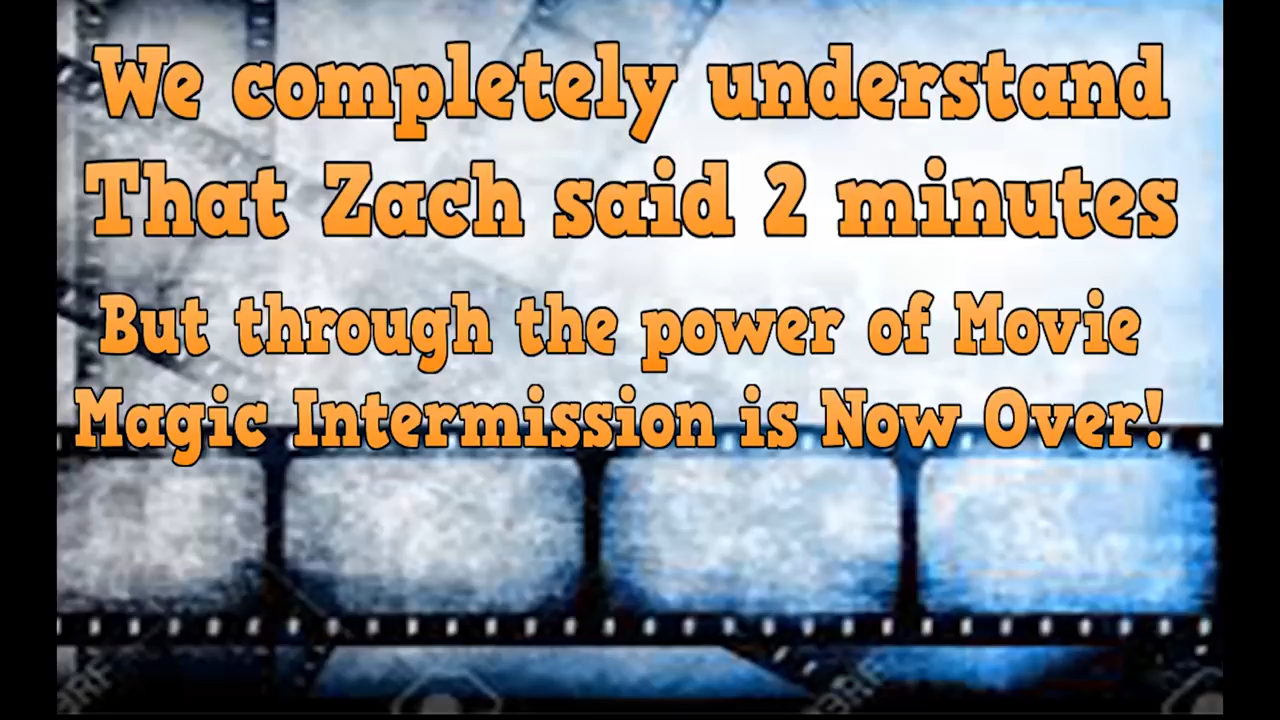 We completely understand
That Zach said 2 minutes
But through the power of Movie
Magic Intermission is Now Over!